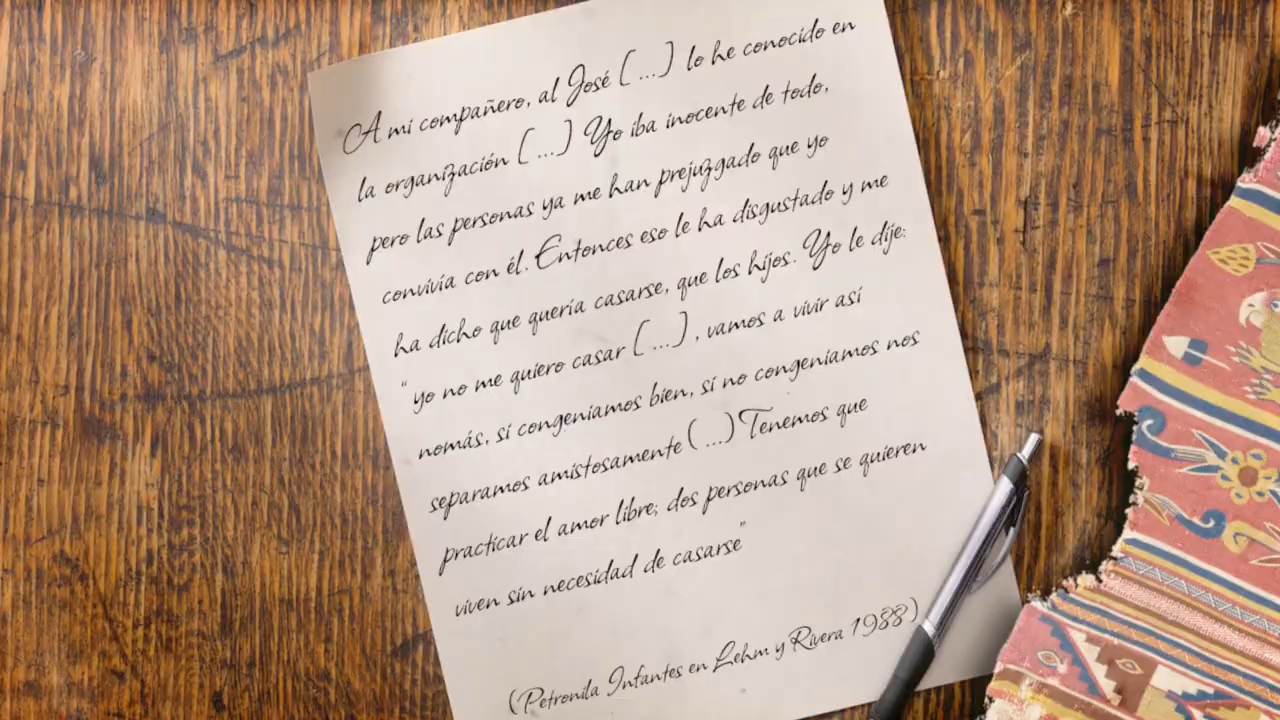 A mi compañero, al José [...] lo he conocido en
la organización [...] Yo iba inocente de todo,
pero las personas ya me han prejuzgado que yo
convivía con él. Entonces eso le ha disgustado y me
ha dicho que quería casarse, que los hijos. Yo le dije:
"yo no me quiero casar [...], vamos a vivir así
nomás, si congeniamos bien, si no congeniamos nos
separamos amistosamente (...) Tenemos que
practicar el amor libre; dos personas que se quieren
viven sin necesidad de casarse"
(Petronila Infantes en Lehm y Rivera 1988)